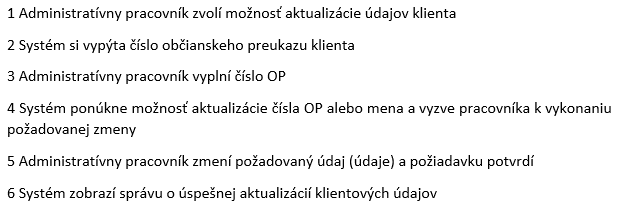 1 Administratívny pracovník zvolí možnosť aktualizácie údajov klienta
2 Systém si vypýta číslo občianskeho preukazu klienta
3 Administratívny pracovník vyplní číslo OP
4 Systém ponúkne možnosť aktualizácie čísla OP alebo mena a vyzve pracovníka k vykonaniu
požadovanej zmeny
5 Administratívny pracovník zmení požadovaný údaj (údaje) a požiadavku potvrdí
6 Systém zobrazí správu o úspešnej aktualizácií klientových údajov